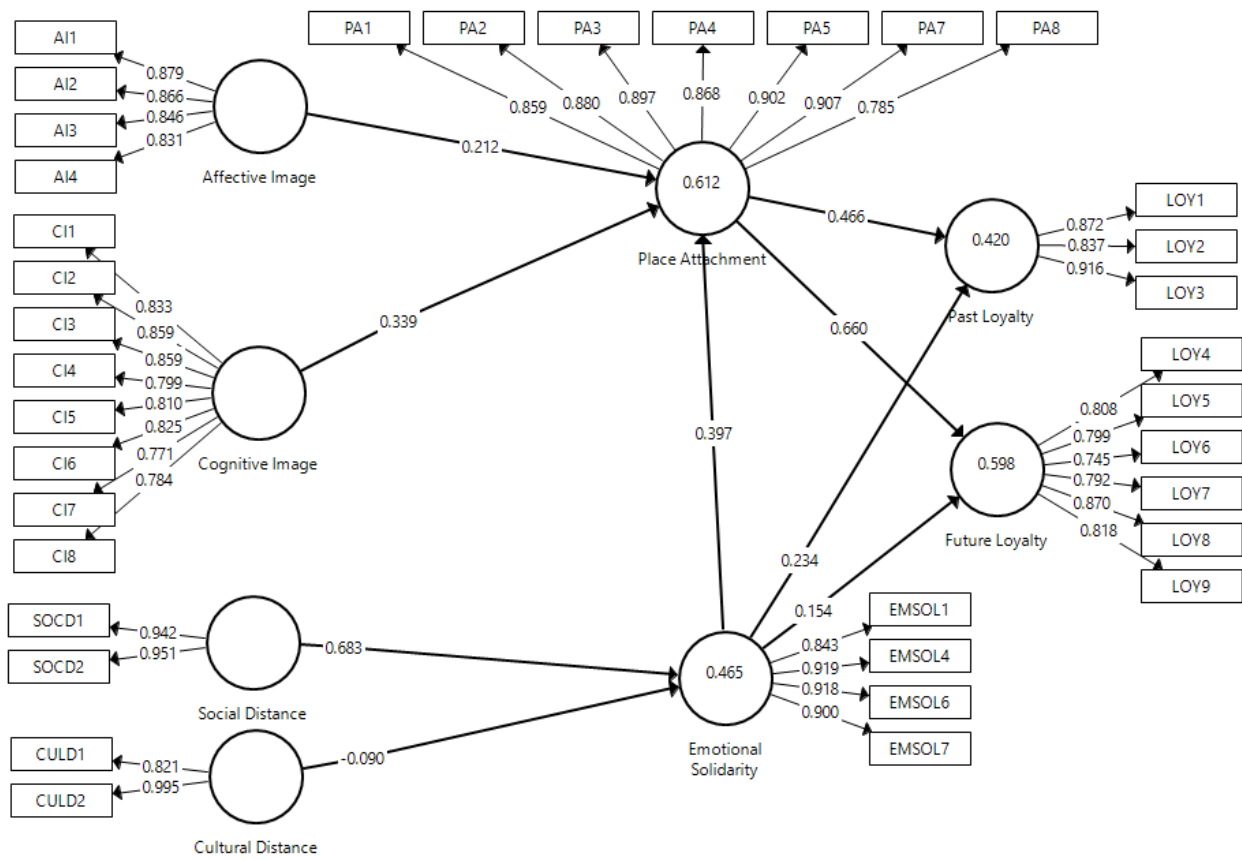 AI1
AI2
AI3
AI4
0.879
0.866
0.846
0.831
Affective Image
PA1
PA2
PA3
PA4
PA5
PA7
PA8
0.859
0.880
0.897
0.868
0.902
0.907
0.785
0.212
0.612
Place Attachment
CI1
CI2
CI3
CI4
CI5
CI6
CI7
CI8
0.833
0.859
0.859
0.799
0.810
0.825
0.771
0.784
Cognitive Image
0.339
0.466
0.660
0.397
0.420
Past Loyalty
0.872
0.837
0.916
LOY1
LOY2
LOY3
0.598
Future Loyalty
0.808
0.799
0.745
0.792
0.870
0.818
LOY4
LOY5
LOY6
LOY7
LOY8
LOY9
0.234
0.154
SOCD1
SOCD2
0.942
0.951
Social Distance
0.683
CULD1
CULD2
0.821
0.995
Cultural Distance
-0.090
0.465
Emotional
Solidarity
0.843
0.919
0.918
0.900
EMSOL1
EMSOL4
EMSOL6
EMSOL7